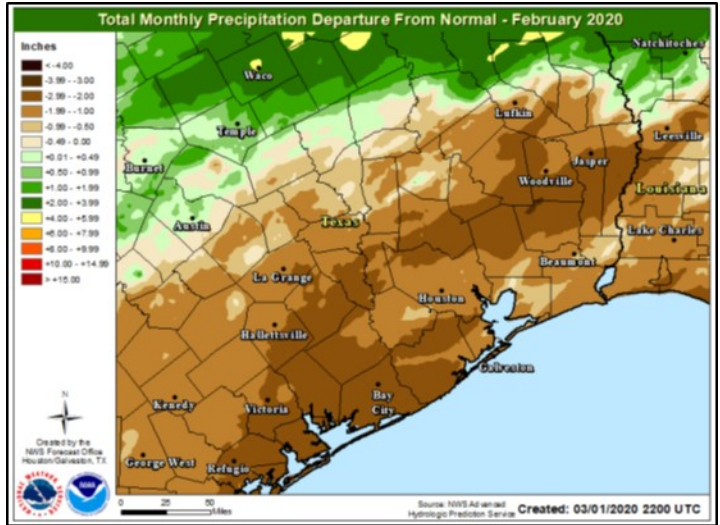 Total Monthly Precipitation Departure From Normal - February 2020
Inches
< -4.00
-3.99 - -3.00
-2.99 - -2.00
-1.99 - -1.00
-0.99 - -0.50
-0.49 - 0.00
+0.01 - +0.49
+0.50 - +0.99
+1.00 - +1.99
+2.00 - +3.99
+4.00 - +5.99
+6.00 - +7.99
+8.00 - +9.99
+10.00 - +14.99
> +15.00
Natchitoches
Waco
Lufkin
Temple
Leesville
Burnet
Jasper
Woodville
Louisiana
Austin
Texas
Lake Charles
Beaumont
La Grange
Houston
Hallettsville
Galveston
Kenedy
Victoria
Bay
City
George West
Refugio
N
Created by the
NWS Forecast Office
Houston/Galveston, TX
0 25 50
Miles
Source: NWS Advanced
Hydrologic Prediction Service
Created: 03/01/2020 2200 UTC